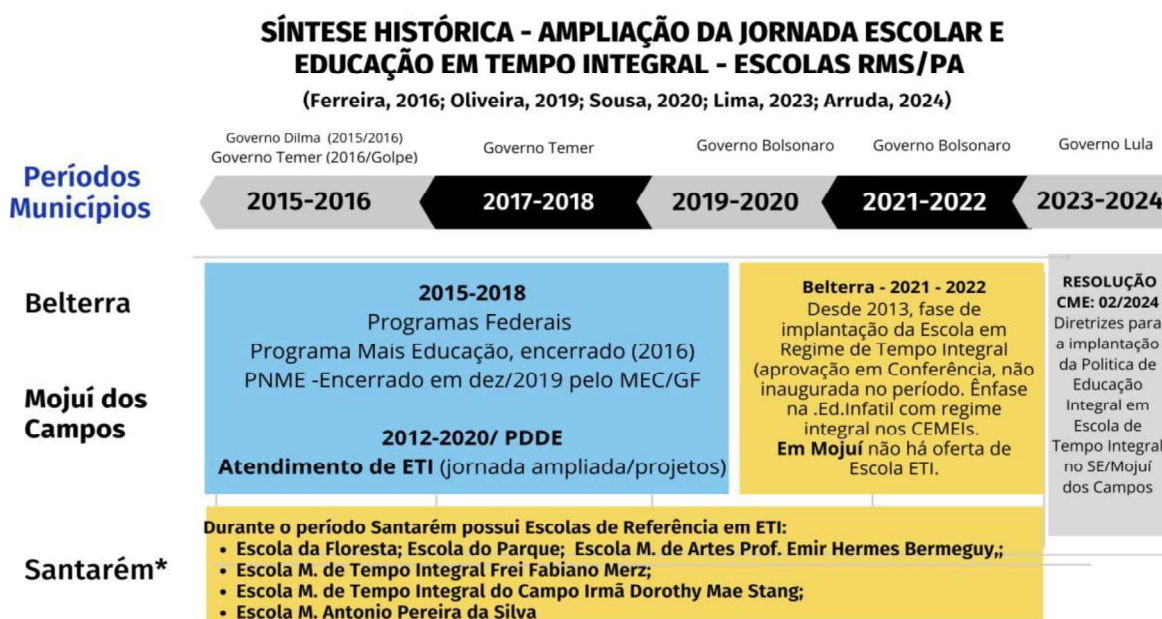 SÍNTESE HISTÓRICA - AMPLIAÇÃO DA JORNADA ESCOLAR E
EDUCAÇÃO EM TEMPO INTEGRAL - ESCOLAS RMS/PA
(Ferreira, 2016; Oliveira, 2019; Sousa, 2020; Lima, 2023; Arruda, 2024)
Governo Dilma (2015/2016)
Governo Temer (2016/Golpe)
Governo Temer
Governo Bolsonaro
Governo Bolsonaro
Governo Lula
Períodos
Municípios
2015-2016
2017-2018
2019-2020
2021-2022
2023-2024
Belterra
Mojuí dos
Campos
2015-2018
Programas Federais
Programa Mais Educação, encerrado (2016)
PNME -Encerrado em dez/2019 pelo MEC/GF
2012-2020/ PDDE
Atendimento de ETI (jornada ampliada/projetos)
Belterra - 2021 - 2022
Desde 2013, fase de
implantação da Escola em
Regime de Tempo Integral
(aprovação em Conferência, não
inaugurada no período. Ênfase
na .Ed.Infatil com regime
integral nos CEMEIs.
Em Mojuí não há oferta de
Escola ETI.
RESOLUÇÃO
CME: 02/2024
Diretrizes para
a implantação
da Politica de
Educação
Integral em
Escola de
Tempo Integral
no SE/Mojuí
dos Campos
Santarém*
Durante o período Santarém possui Escolas de Referência em ETI:
• Escola da Floresta; Escola do Parque; Escola M. de Artes Prof. Emir Hermes Bermeguy,;
• Escola M. de Tempo Integral Frei Fabiano Merz;
• Escola M. de Tempo Integral do Campo Irmã Dorothy Mae Stang;
• Escola M. Antonio Pereira da Silva